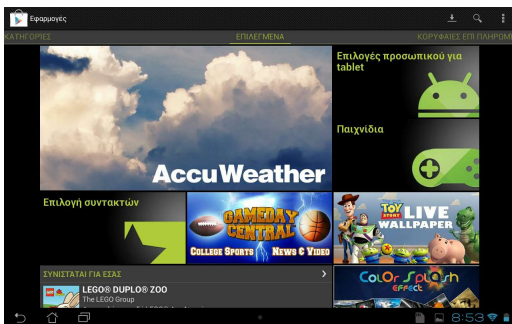 Εφαρμογές
ΚΑΤΗΓΟΡΙΕΣ
ΕΠΙΛΕΓΜΕΝΑ
ΚΟΡΥΦΑΙΕΣ ΕΠΙ ΠΛΗΡΩΜ
AccuWeather
Επιλογές προσωπικού για
tablet
Παιχνίδια
Επιλογή συντακτών
GAMEDAY
CENTRAL
COLLEGE SPORTS NEWS & VIDEO
TOY STORY LIVE
WALLPAPER
ΣΥΝΙΣΤΑΤΑΙ ΓΙΑ ΕΣΑΣ
LEGO® DUPLO® ZOO
The LEGO Group
COLOr Splash
EFFECT
8:53